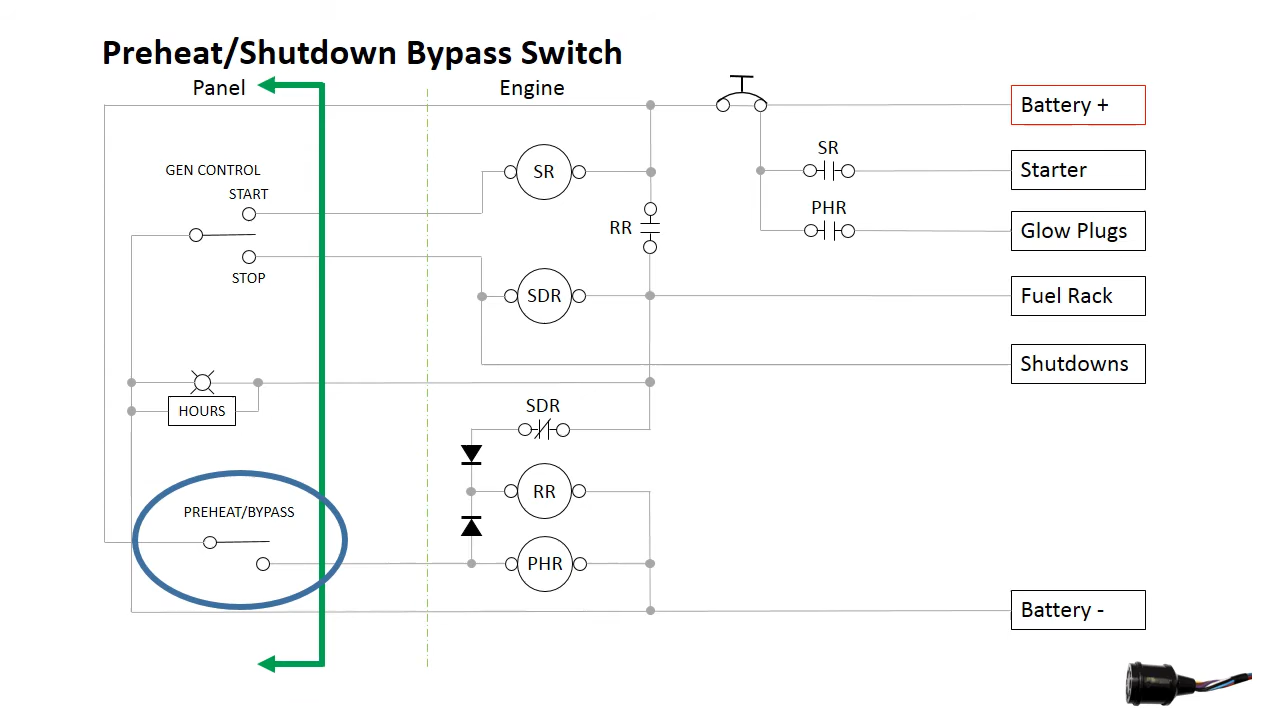 Preheat/Shutdown Bypass Switch
Panel
Engine
Battery +
GEN CONTROL
START
SR
SR
Starter
PHR
RR
Glow Plugs
STOP
SDR
Fuel Rack
Shutdowns
HOURS
SDR
RR
PREHEAT/BYPASS
PHR
Battery -